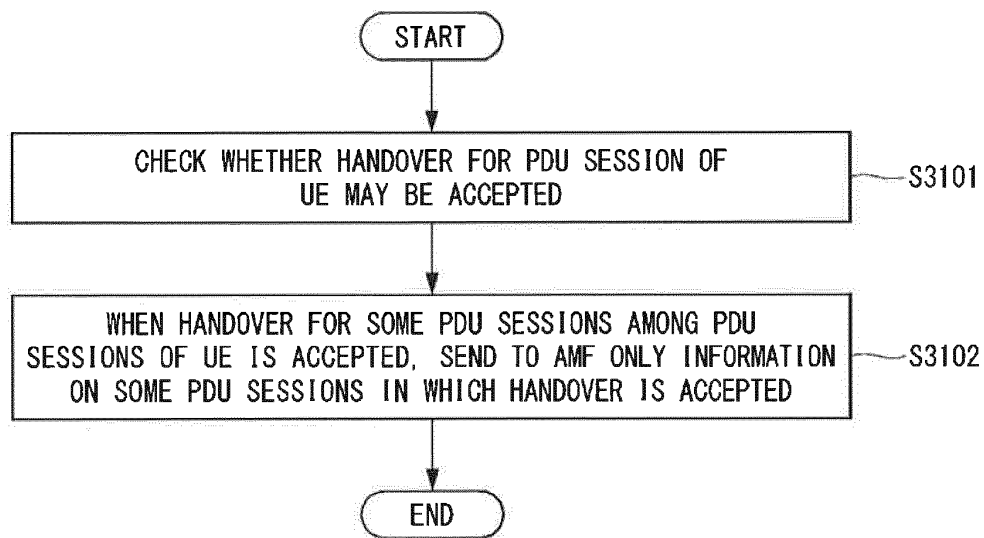 START
CHECK WHETHER HANDOVER FOR PDU SESSION OF
UE MAY BE ACCEPTED
S3101
WHEN HANDOVER FOR SOME PDU SESSIONS AMONG PDU
SESSIONS OF UE IS ACCEPTED, SEND TO AMF ONLY INFORMATION
ON SOME PDU SESSIONS IN WHICH HANDOVER IS ACCEPTED
S3102
END